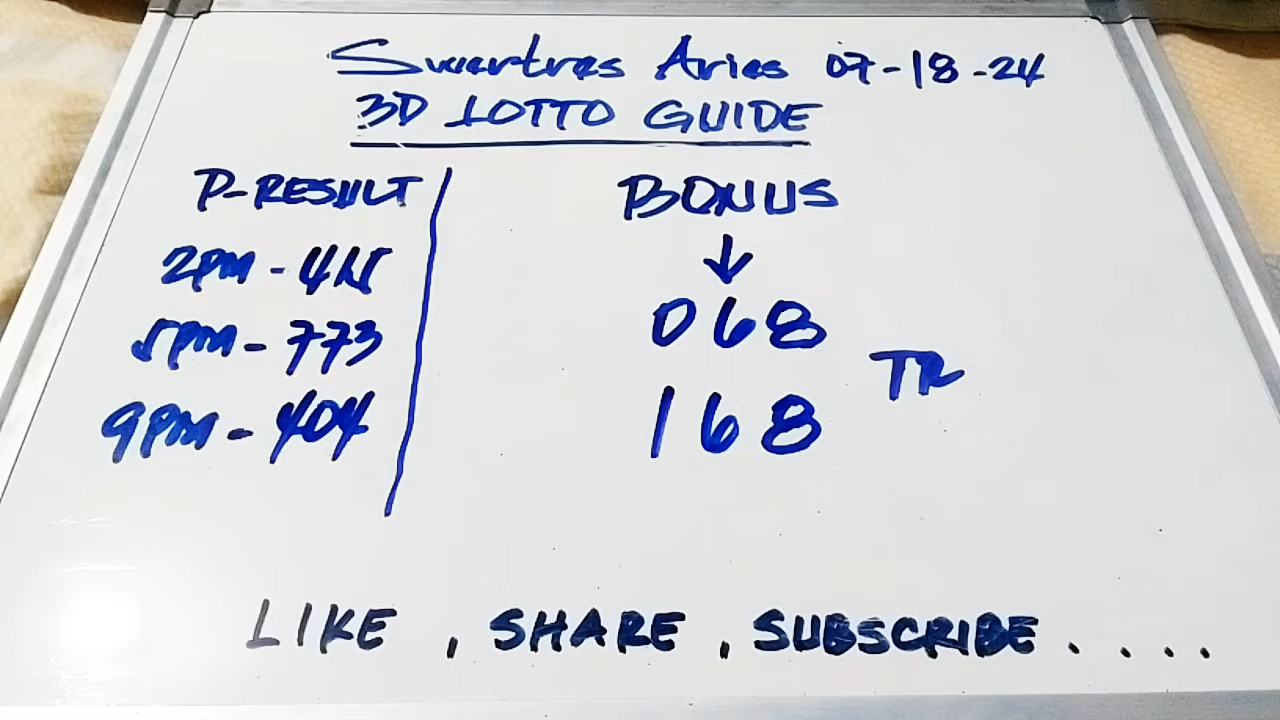 Swertres Aries 07-18-24
3D LOTTO GUIDE
P-RESULT
2PM - 415
5PM - 773
9PM - 404
BONUS
↓
068
168
TR
LIKE , SHARE , SUBSCRIBE . . . .